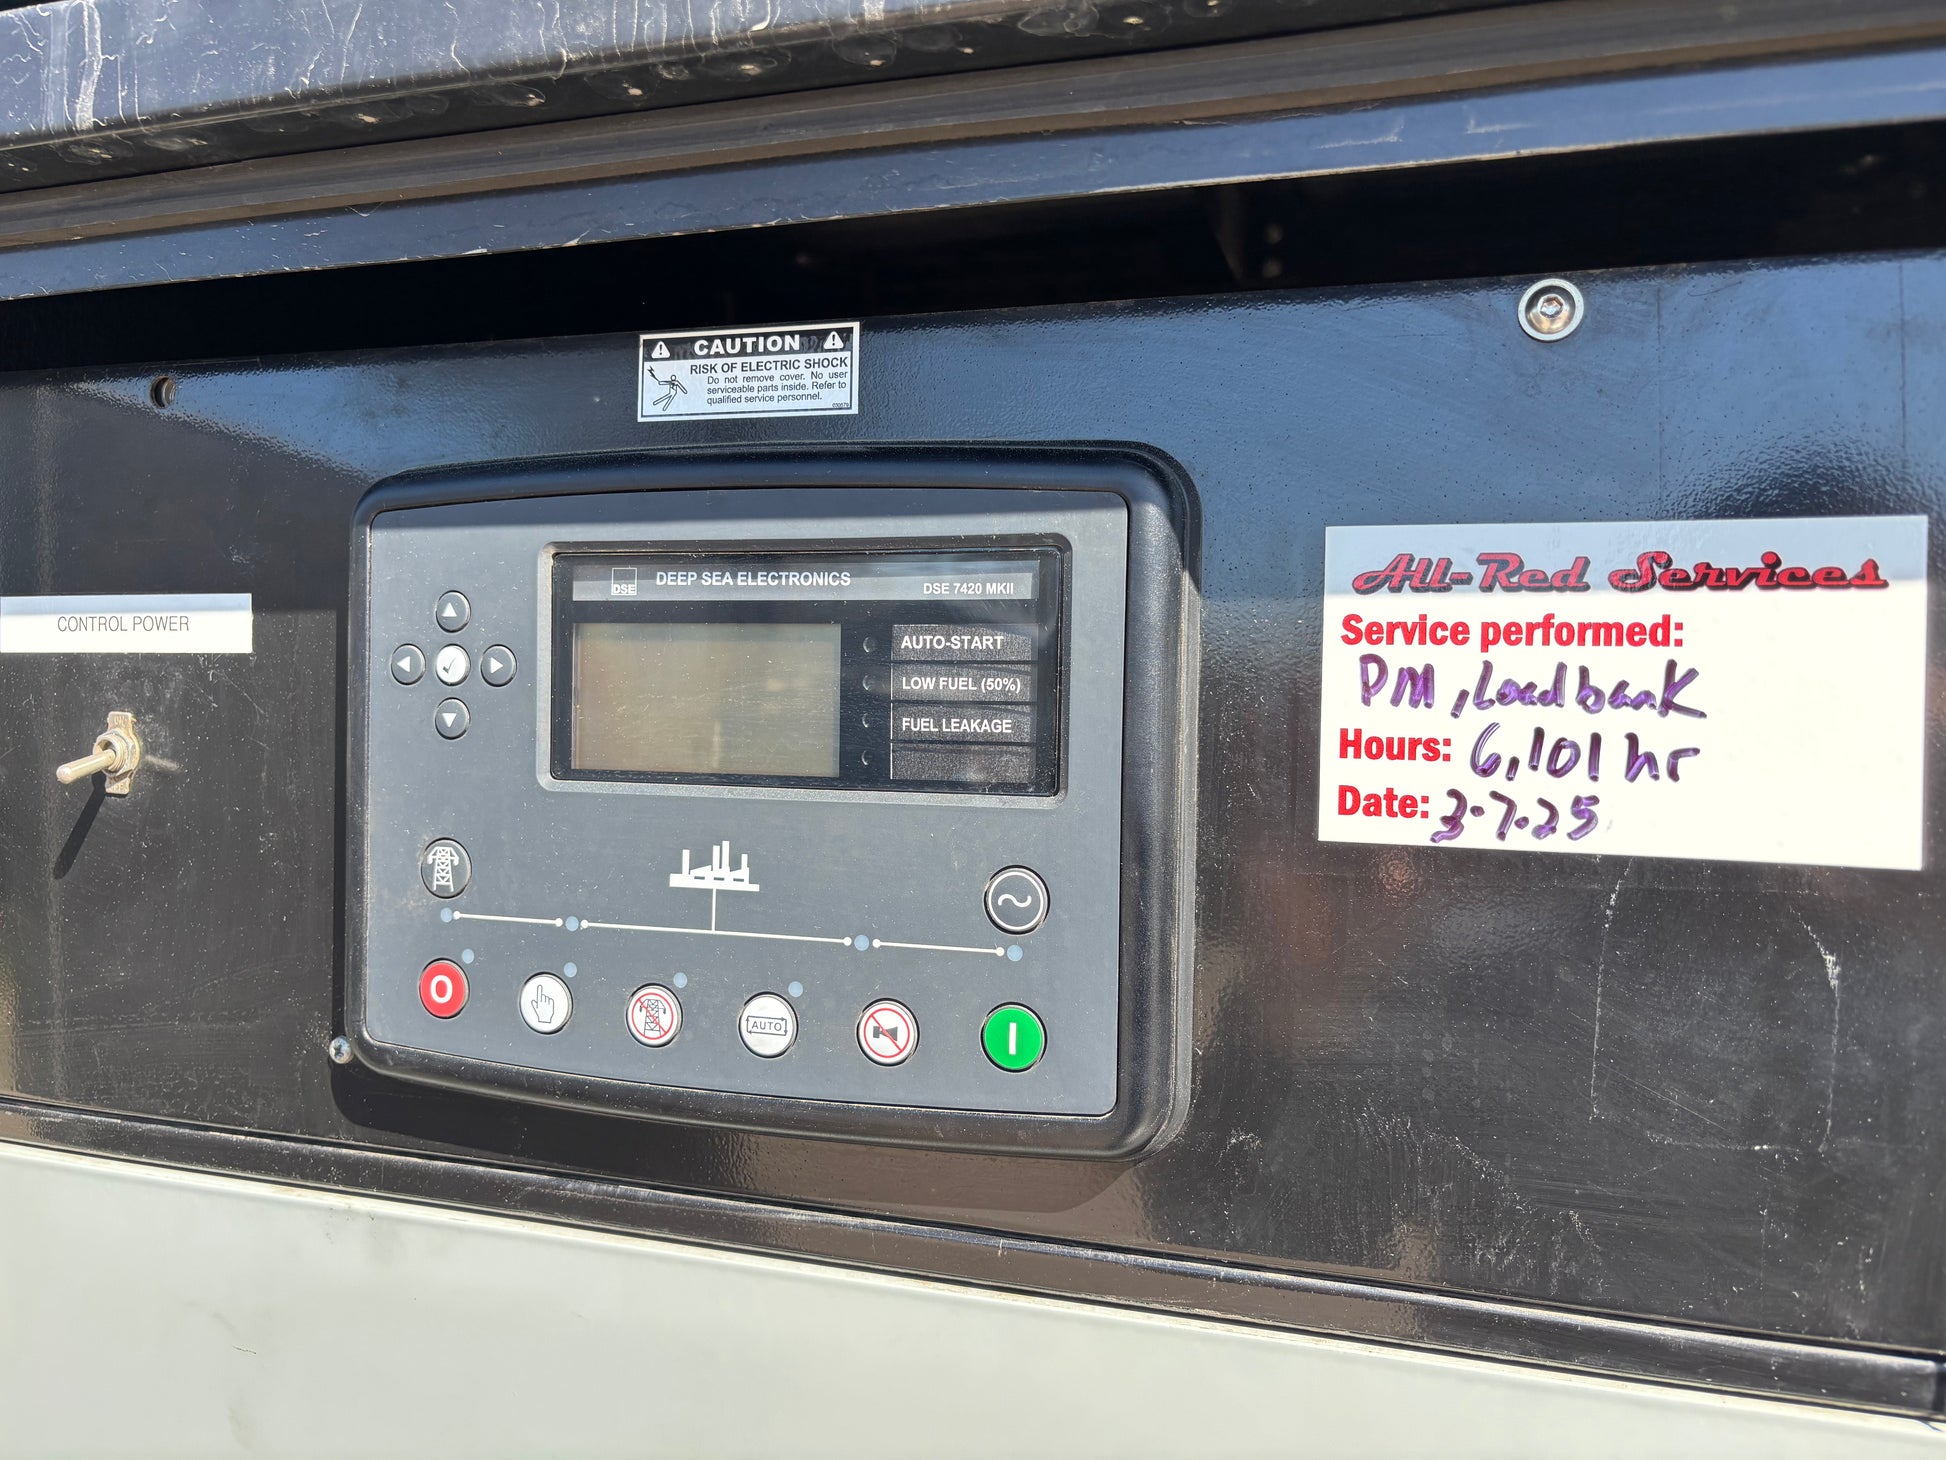 CAUTION
RISK OF ELECTRIC SHOCK
Do not remove cover. No user
serviceable parts inside. Refer to
qualified service personnel.
CONTROL POWER
ON
DSE
DEEP SEA ELECTRONICS
DSE 7420 MKII
AUTO-START
LOW FUEL (50%)
FUEL LEAKAGE
O
AUTO
I
All-Red Services
Service performed:
PM, Loadbank
Hours: 6,101 hr
Date: 3-7-25